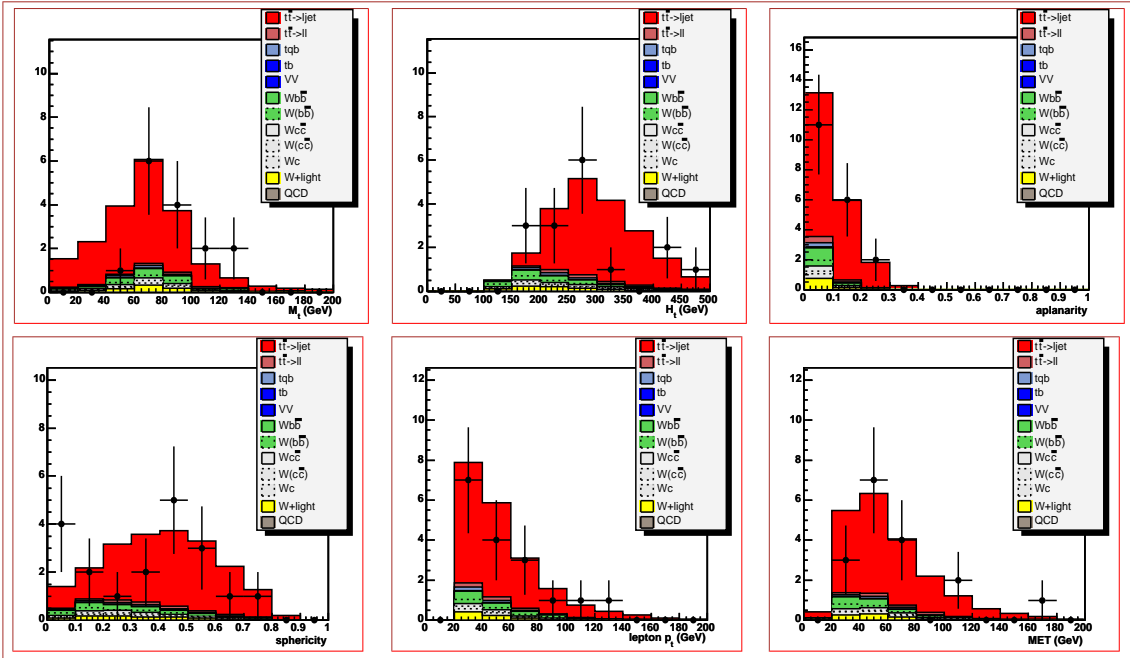 tt̄->ljet
tt̄->ll
tqb
tb
VV
Wbb̄
W(bb̄)
Wcc̄
W(cc̄)
Wc
W+light
QCD
10
8
6
4
2
0
0 20 40 60 80 100 120 140 160 180 200
M_t (GeV)
tt̄->ljet
tt̄->ll
tqb
tb
VV
Wbb̄
W(bb̄)
Wcc̄
W(cc̄)
Wc
W+light
QCD
10
8
6
4
2
0
0 50 100 150 200 250 300 350 400 450 500
H_t (GeV)
tt̄->ljet
tt̄->ll
tqb
tb
VV
Wbb̄
W(bb̄)
Wcc̄
W(cc̄)
Wc
W+light
QCD
16
14
12
10
8
6
4
2
0
0 0.1 0.2 0.3 0.4 0.5 0.6 0.7 0.8 0.9 1
aplanarity
tt̄->ljet
tt̄->ll
tqb
tb
VV
Wbb̄
W(bb̄)
Wcc̄
W(cc̄)
Wc
W+light
QCD
10
8
6
4
2
0
0 0.1 0.2 0.3 0.4 0.5 0.6 0.7 0.8 0.9 1
sphericity
tt̄->ljet
tt̄->ll
tqb
tb
VV
Wbb̄
W(bb̄)
Wcc̄
W(cc̄)
Wc
W+light
QCD
12
10
8
6
4
2
0
0 20 40 60 80 100 120 140 160 180 200
lepton p_t (GeV)
tt̄->ljet
tt̄->ll
tqb
tb
VV
Wbb̄
W(bb̄)
Wcc̄
W(cc̄)
Wc
W+light
QCD
12
10
8
6
4
2
0
0 20 40 60 80 100 120 140 160 180 200
MET (GeV)